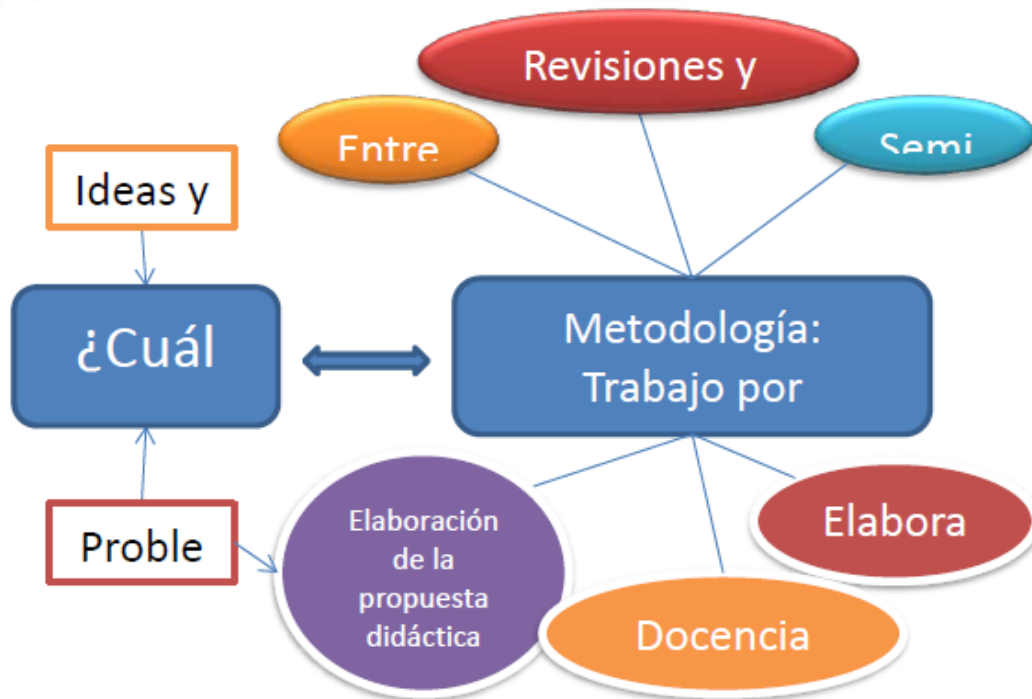 Revisiones y
Entre
Semi
Ideas y
¿Cuál
Metodología:
Trabajo por
Proble
Elaboración
de la
propuesta
didáctica
Elabora
Docencia